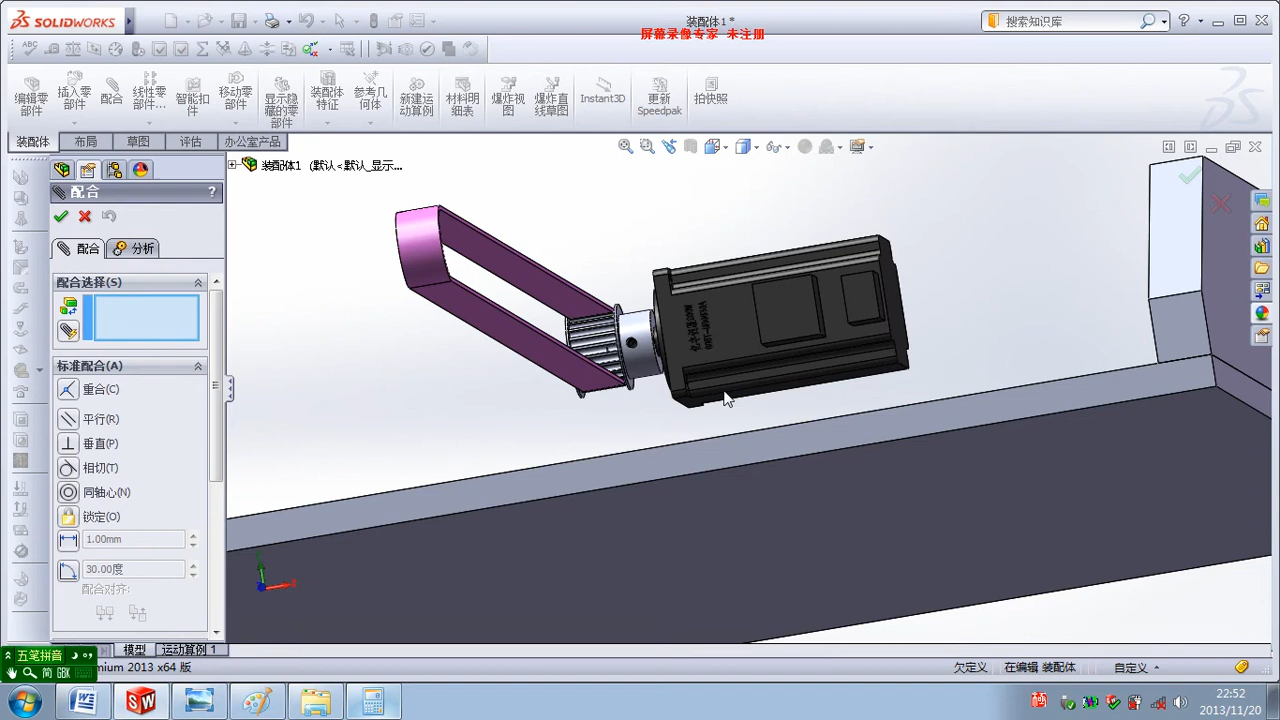 SOLIDWORKS
装配体1 *
屏幕录像专家 未注册
搜索知识库
编辑零部件
插入零部件
配合
线性零部件...
智能扣件
移动零部件
显示隐藏的零部件
装配体特征
参考几何体
新建运动算例
材料明细表
爆炸视图
爆炸直线草图
Instant3D
更新 Speedpak
拍快照
装配体
布局
草图
评估
办公室产品
装配体1 (默认<默认_显示...
配合
?
配合
分析
配合选择(S)
标准配合(A)
重合(C)
平行(R)
垂直(P)
相切(T)
同轴心(N)
锁定(O)
1.00mm
30.00度
配合对齐:
模型
运动算例 1
五笔拼音
简
GBK
mium 2013 x64 版
欠定义
在编辑 装配体
自定义
22:52
2013/11/20